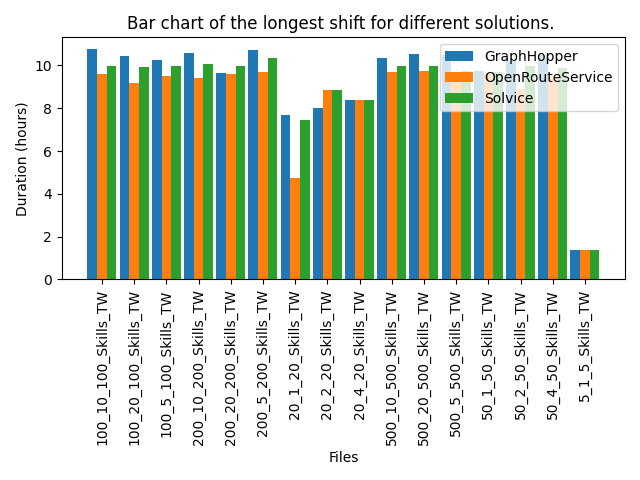 Bar chart of the longest shift for different solutions.
GraphHopper
OpenRouteService
Solvice
Duration (hours)
10
8
6
4
2
0
100_10_100_Skills_TW
100_20_100_Skills_TW
100_5_100_Skills_TW
200_10_200_Skills_TW
200_20_200_Skills_TW
200_5_200_Skills_TW
20_1_20_Skills_TW
20_2_20_Skills_TW
20_4_20_Skills_TW
500_10_500_Skills_TW
500_20_500_Skills_TW
500_5_500_Skills_TW
50_1_50_Skills_TW
50_2_50_Skills_TW
50_4_50_Skills_TW
5_1_5_Skills_TW
Files